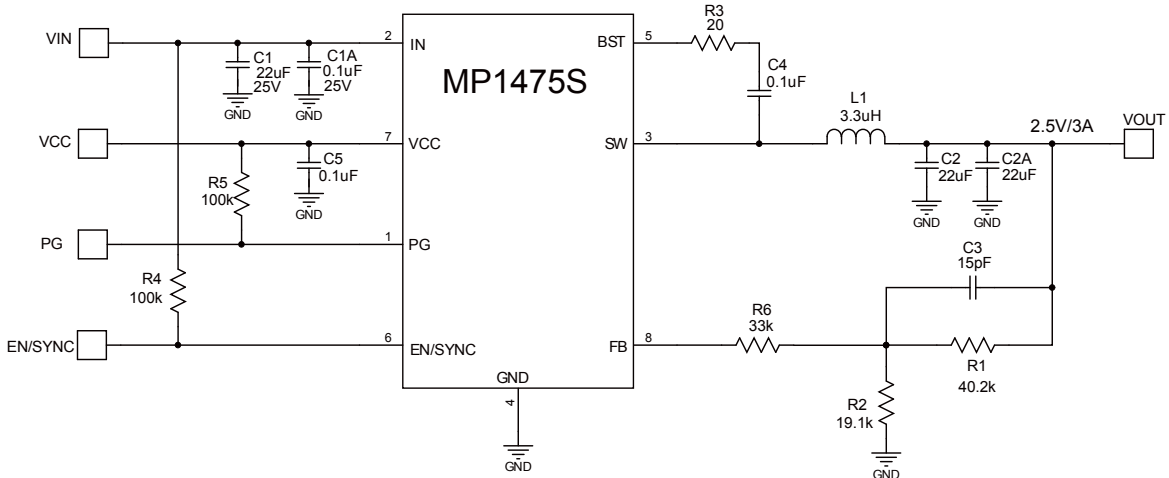 VIN
VCC
PG
EN/SYNC
R4
100k
R5
100k
C1
22uF
25V
GND
C1A
0.1uF
25V
GND
C5
0.1uF
GND
2
7
1
6
IN
VCC
PG
EN/SYNC
MP1475S
BST
SW
FB
GND
4
GND
5
3
8
R3
20
C4
0.1uF
L1
3.3uH
2.5V/3A
VOUT
C2
22uF
GND
C2A
22uF
GND
C3
15pF
R6
33k
R1
40.2k
R2
19.1k
GND